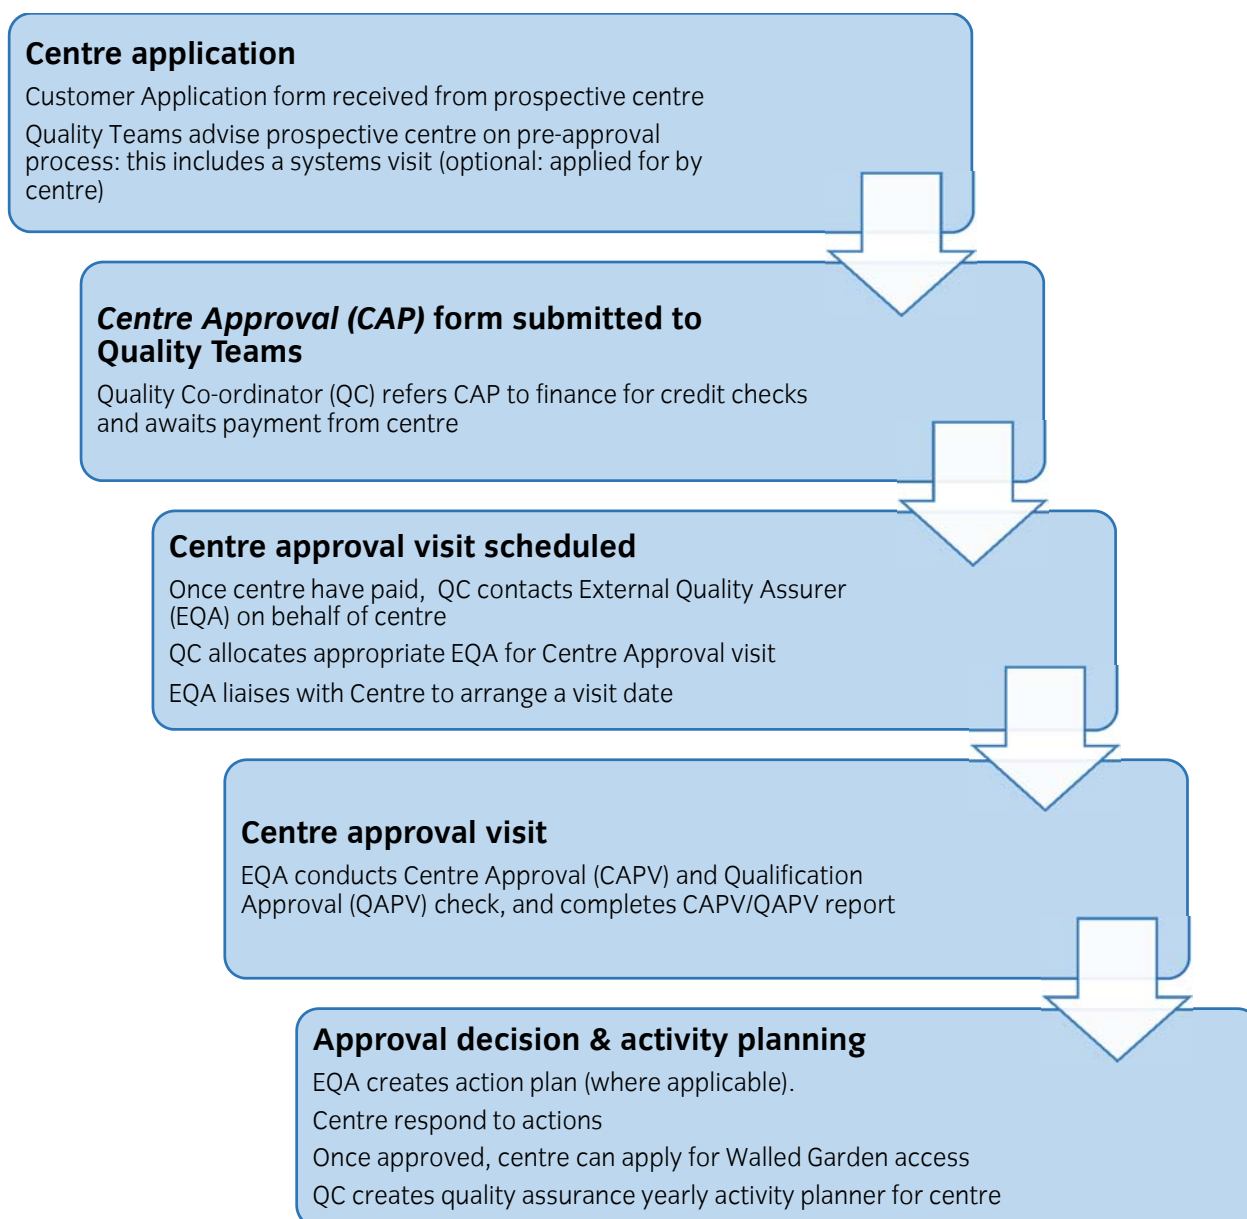 Centre application
Customer Application form received from prospective centre
Quality Teams advise prospective centre on pre-approval
process: this includes a systems visit (optional: applied for by
centre)
Centre Approval (CAP) form submitted to
Quality Teams
Quality Co-ordinator (QC) refers CAP to finance for credit checks
and awaits payment from centre
Centre approval visit scheduled
Once centre have paid, QC contacts External Quality Assurer
(EQA) on behalf of centre
QC allocates appropriate EQA for Centre Approval visit
EQA liaises with Centre to arrange a visit date
Centre approval visit
EQA conducts Centre Approval (CAPV) and Qualification
Approval (QAPV) check, and completes CAPV/QAPV report
Approval decision & activity planning
EQA creates action plan (where applicable).
Centre respond to actions
Once approved, centre can apply for Walled Garden access
QC creates quality assurance yearly activity planner for centre